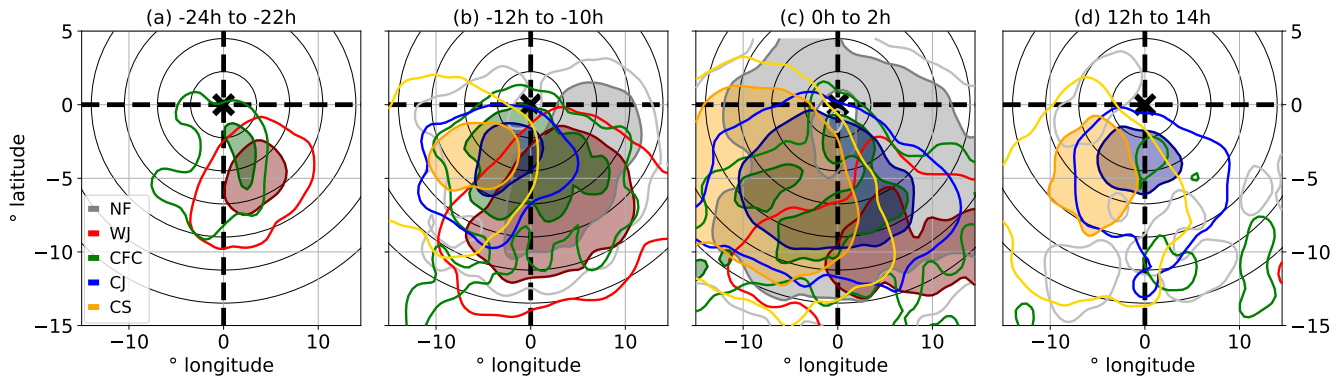 (a) -24h to -22h
(b) -12h to -10h
(c) 0h to 2h
(d) 12h to 14h
5
0
−5
−10
−15
° latitude
NF
WJ
CFC
CJ
CS
5
0
−5
−10
−15
−10 0 10
−10 0 10
−10 0 10
−10 0 10
° longitude
° longitude
° longitude
° longitude